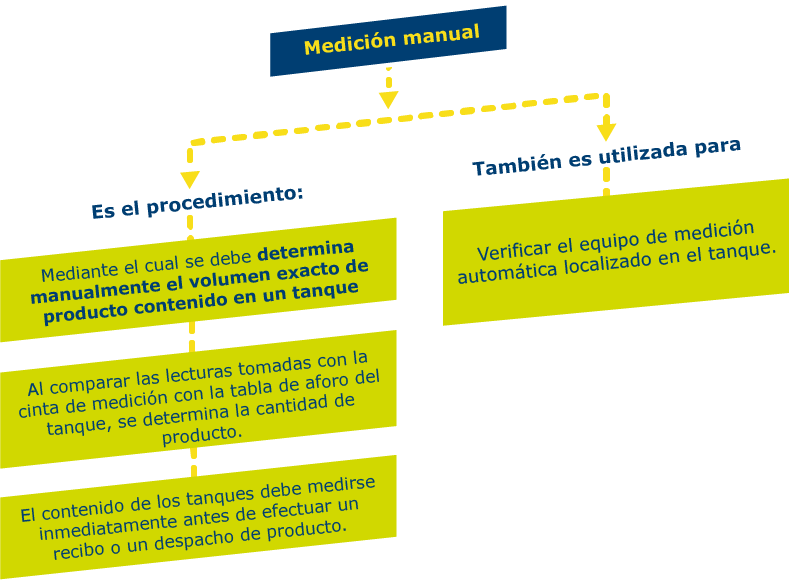 Medición manual
Es el procedimiento:
Mediante el cual se debe determina
manualmente el volumen exacto de
producto contenido en un tanque
Al comparar las lecturas tomadas con la
cinta de medición con la tabla de aforo del
tanque, se determina la cantidad de
producto.
El contenido de los tanques debe medirse
inmediatamente antes de efectuar un
recibo o un despacho de producto.
También es utilizada para
Verificar el equipo de medición
automática localizado en el tanque.